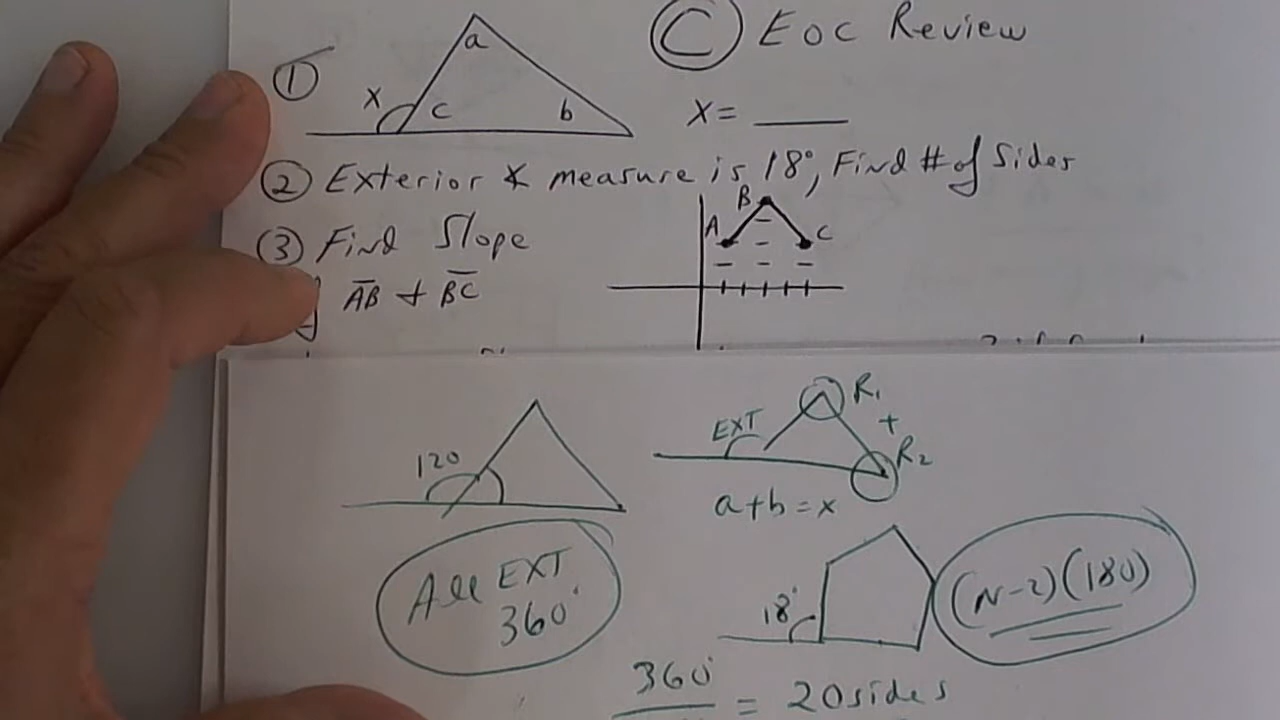 C EOC Review
1 a x c b x = ____
2 Exterior ∡ measure is 18°, Find # of Sides
3 Find Slope
AB + BC
A B C
120
EXT R1 + R2
a+b=x
All EXT
360°
18°
(N-2)(180)
360° = 20 sides